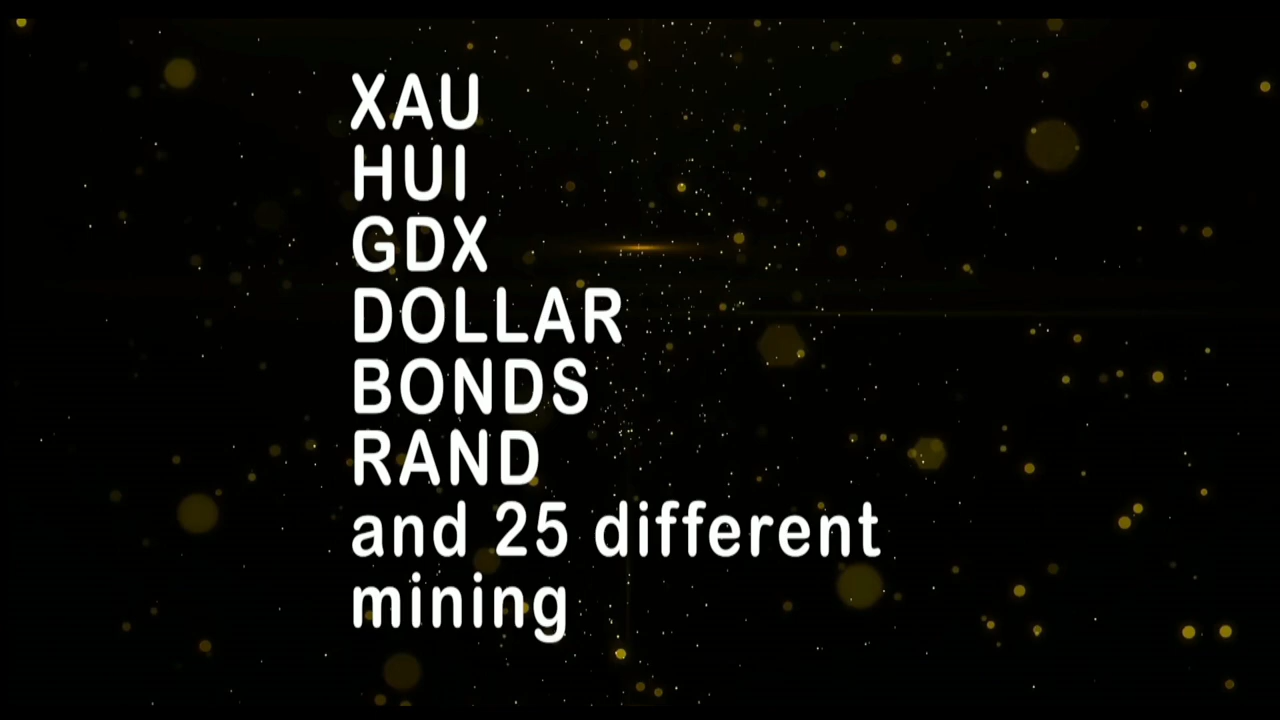 XAU
HUI
GDX
DOLLAR
BONDS
RAND
and 25 different
mining